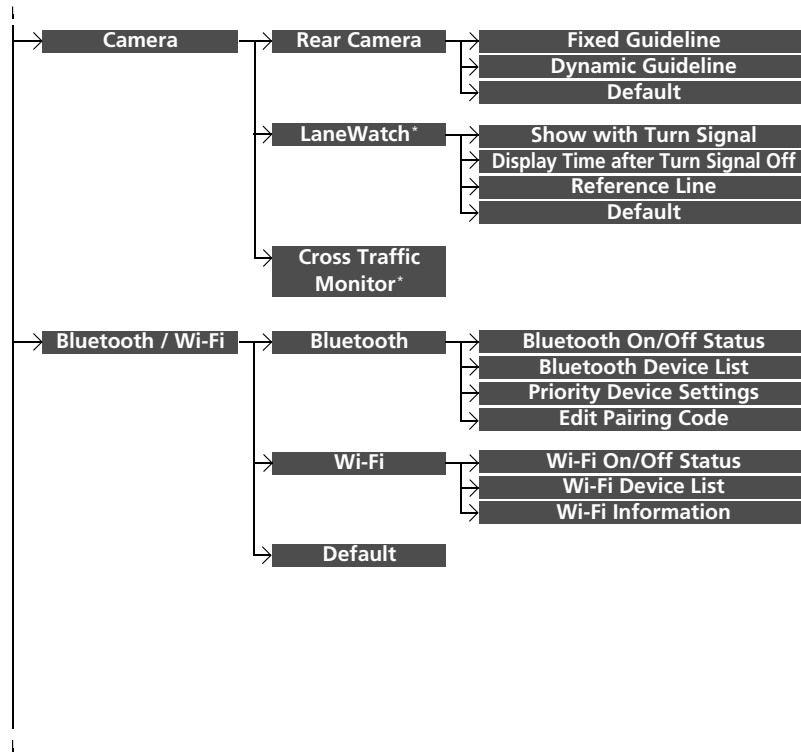 Camera
Rear Camera
Fixed Guideline
Dynamic Guideline
Default
LaneWatch*
Show with Turn Signal
Display Time after Turn Signal Off
Reference Line
Default
Cross Traffic
Monitor*
Bluetooth / Wi-Fi
Bluetooth
Bluetooth On/Off Status
Bluetooth Device List
Priority Device Settings
Edit Pairing Code
Wi-Fi
Wi-Fi On/Off Status
Wi-Fi Device List
Wi-Fi Information
Default